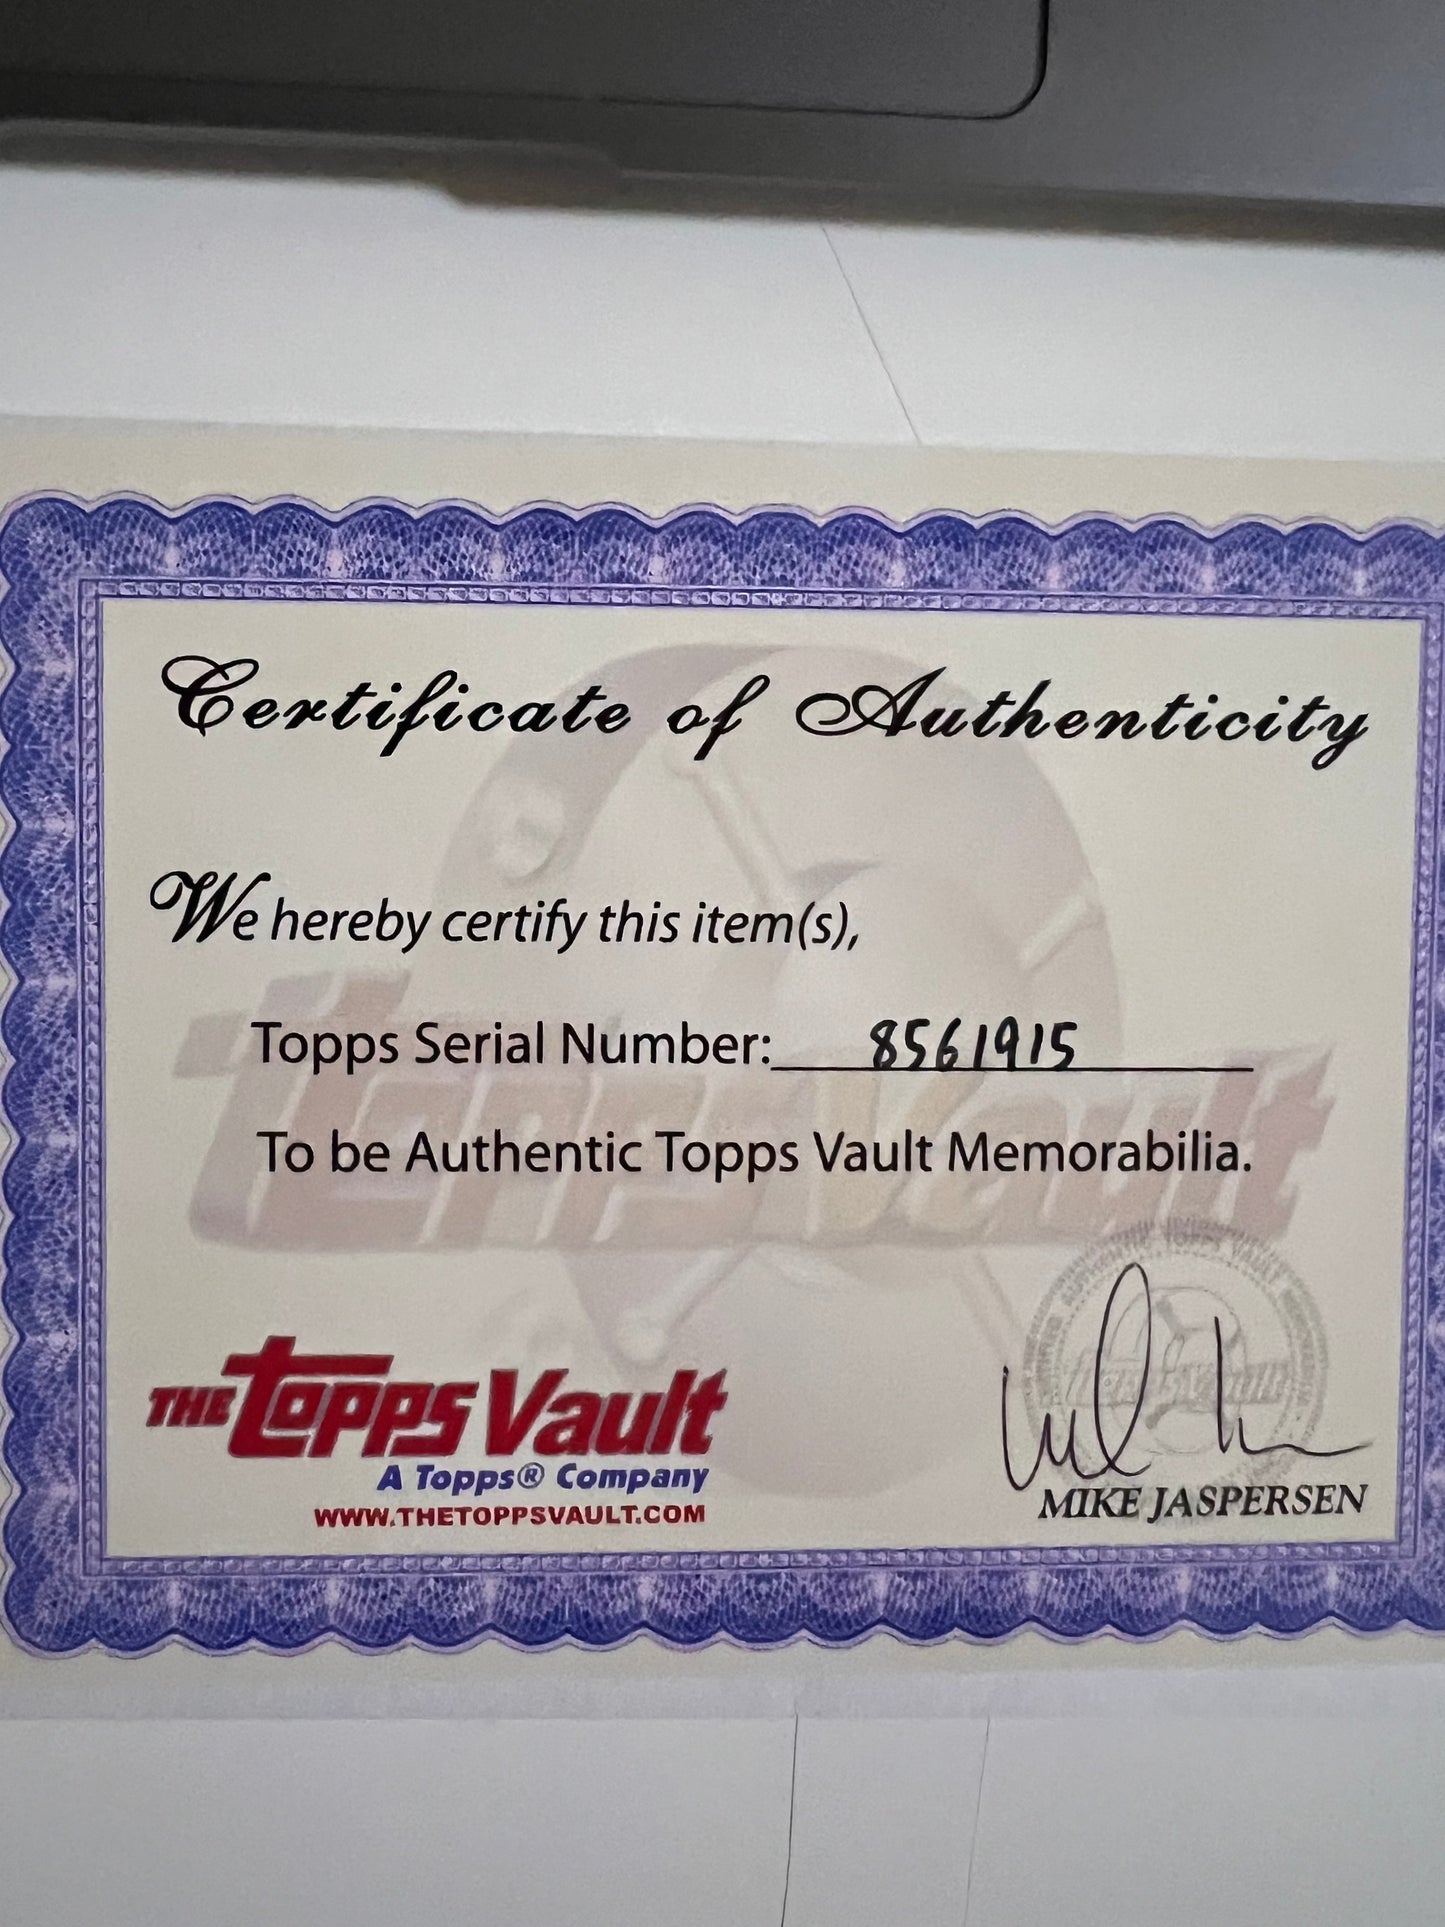 Certificate of Authenticity
We hereby certify this item(s),
Topps Serial Number: 8561915
To be Authentic Topps Vault Memorabilia.
THE topps Vault
A Topps® Company
WWW.THETOPPSVAULT.COM
MIKE JASPERSEN